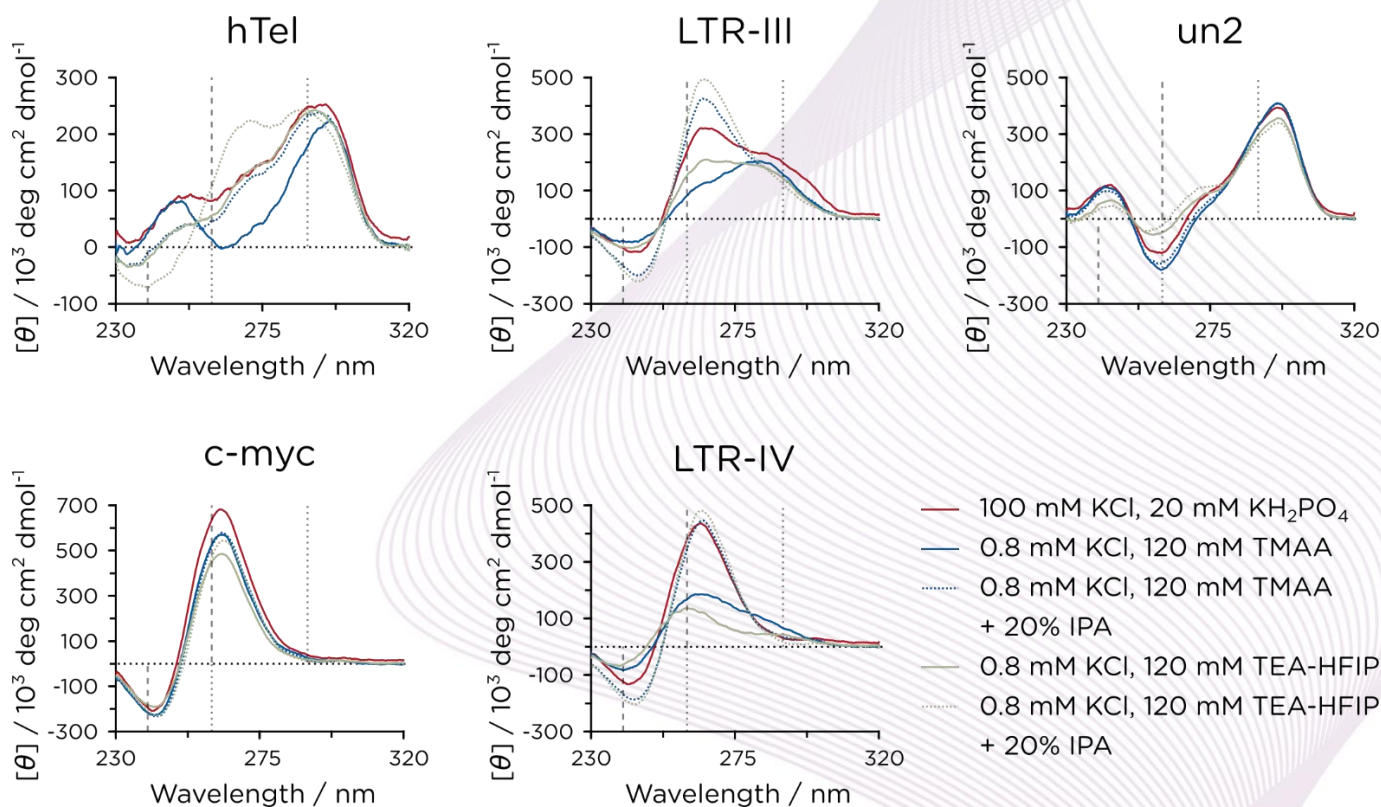 hTel
LTR-III
un2
[θ] / 10³ deg cm² dmol⁻¹
300
200
100
0
-100
230
275
320
Wavelength / nm
[θ] / 10³ deg cm² dmol⁻¹
500
300
100
-100
-300
230
275
320
Wavelength / nm
[θ] / 10³ deg cm² dmol⁻¹
500
300
100
-100
-300
230
275
320
Wavelength / nm
c-myc
LTR-IV
[θ] / 10³ deg cm² dmol⁻¹
700
500
300
100
-100
-300
230
275
320
Wavelength / nm
[θ] / 10³ deg cm² dmol⁻¹
500
300
100
-100
-300
230
275
320
Wavelength / nm
100 mM KCl, 20 mM KH₂PO₄
0.8 mM KCl, 120 mM TMAA
0.8 mM KCl, 120 mM TMAA
+ 20% IPA
0.8 mM KCl, 120 mM TEA-HFIP
0.8 mM KCl, 120 mM TEA-HFIP
+ 20% IPA